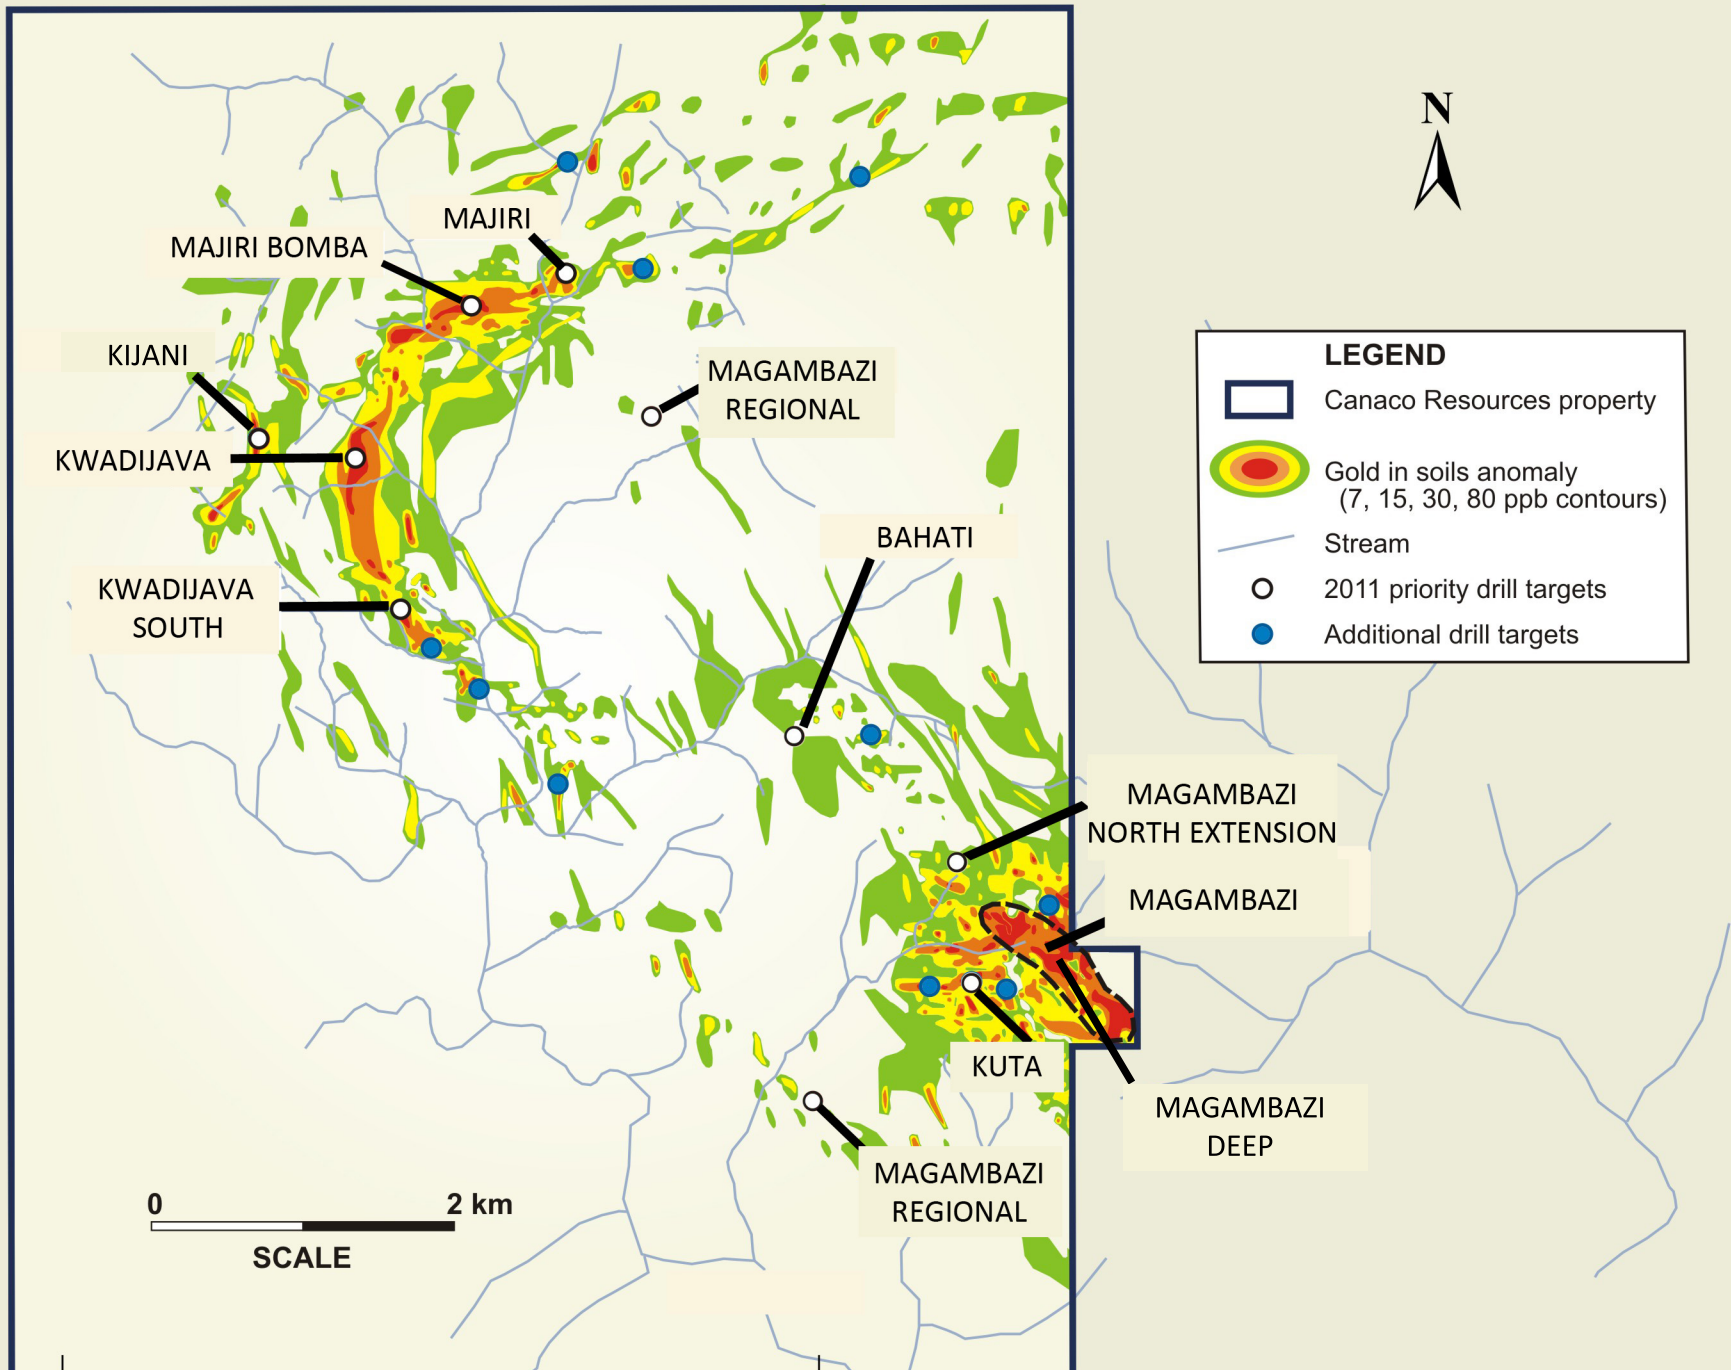 N
MAJIRI
MAJIRI BOMBA
KIJANI
MAGAMBAZI
REGIONAL
KWADIJAVA
BAHATI
KWADIJAVA
SOUTH
LEGEND
Canaco Resources property
Gold in soils anomaly
(7, 15, 30, 80 ppb contours)
Stream
2011 priority drill targets
Additional drill targets
MAGAMBAZI
NORTH EXTENSION
MAGAMBAZI
KUTA
MAGAMBAZI
DEEP
MAGAMBAZI
REGIONAL
0 2 km
SCALE